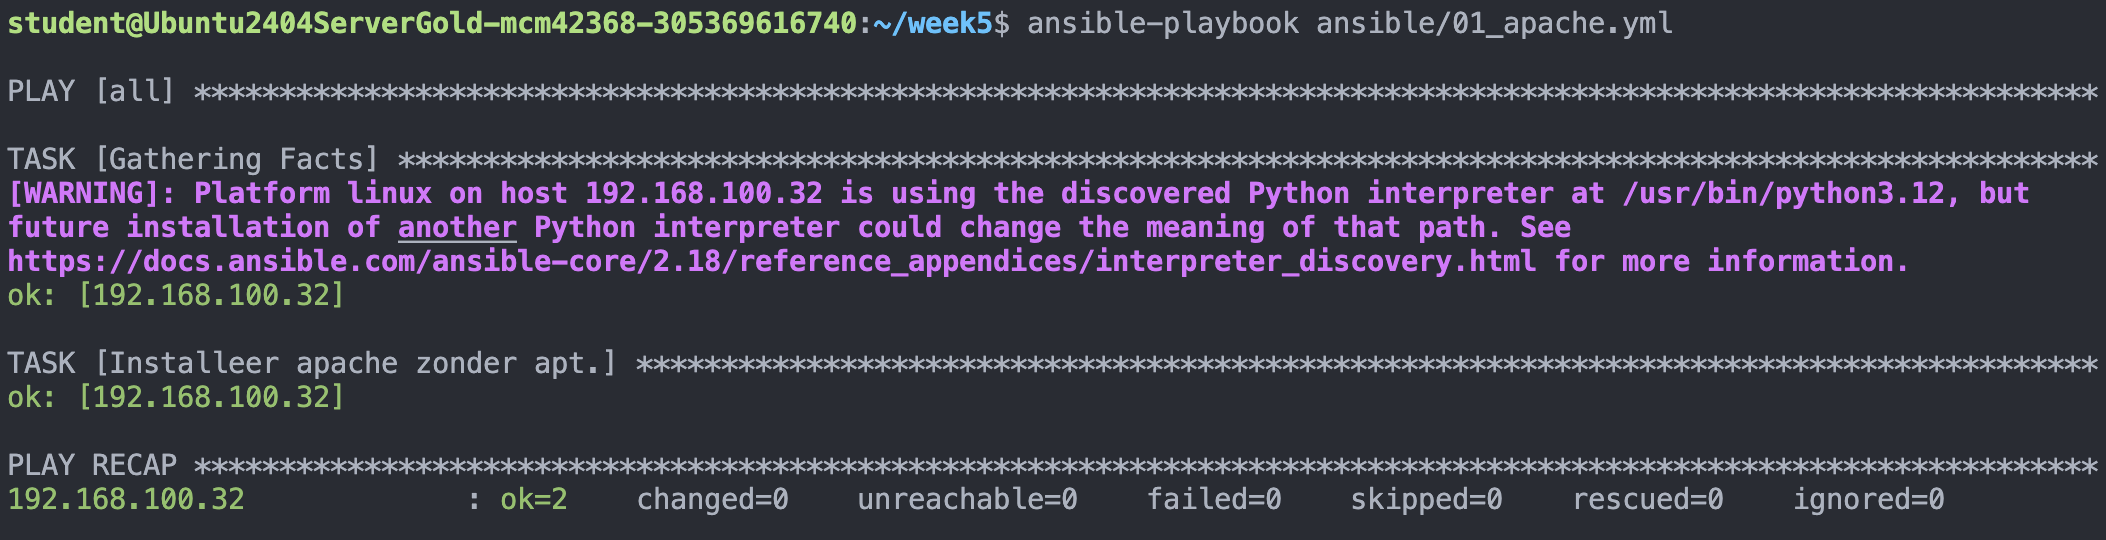 student@Ubuntu2404ServerGold-mcm42368-305369616740:~/week5$ ansible-playbook ansible/01_apache.yml
PLAY [all] ****************************************************************************************************************
TASK [Gathering Facts] ****************************************************************************************************
[WARNING]: Platform linux on host 192.168.100.32 is using the discovered Python interpreter at /usr/bin/python3.12, but
future installation of another Python interpreter could change the meaning of that path. See
https://docs.ansible.com/ansible-core/2.18/reference_appendices/interpreter_discovery.html for more information.
ok: [192.168.100.32]
TASK [Installeer apache zonder apt.] **************************************************************************************
ok: [192.168.100.32]
PLAY RECAP ****************************************************************************************************************
192.168.100.32             : ok=2    changed=0    unreachable=0    failed=0    skipped=0    rescued=0    ignored=0